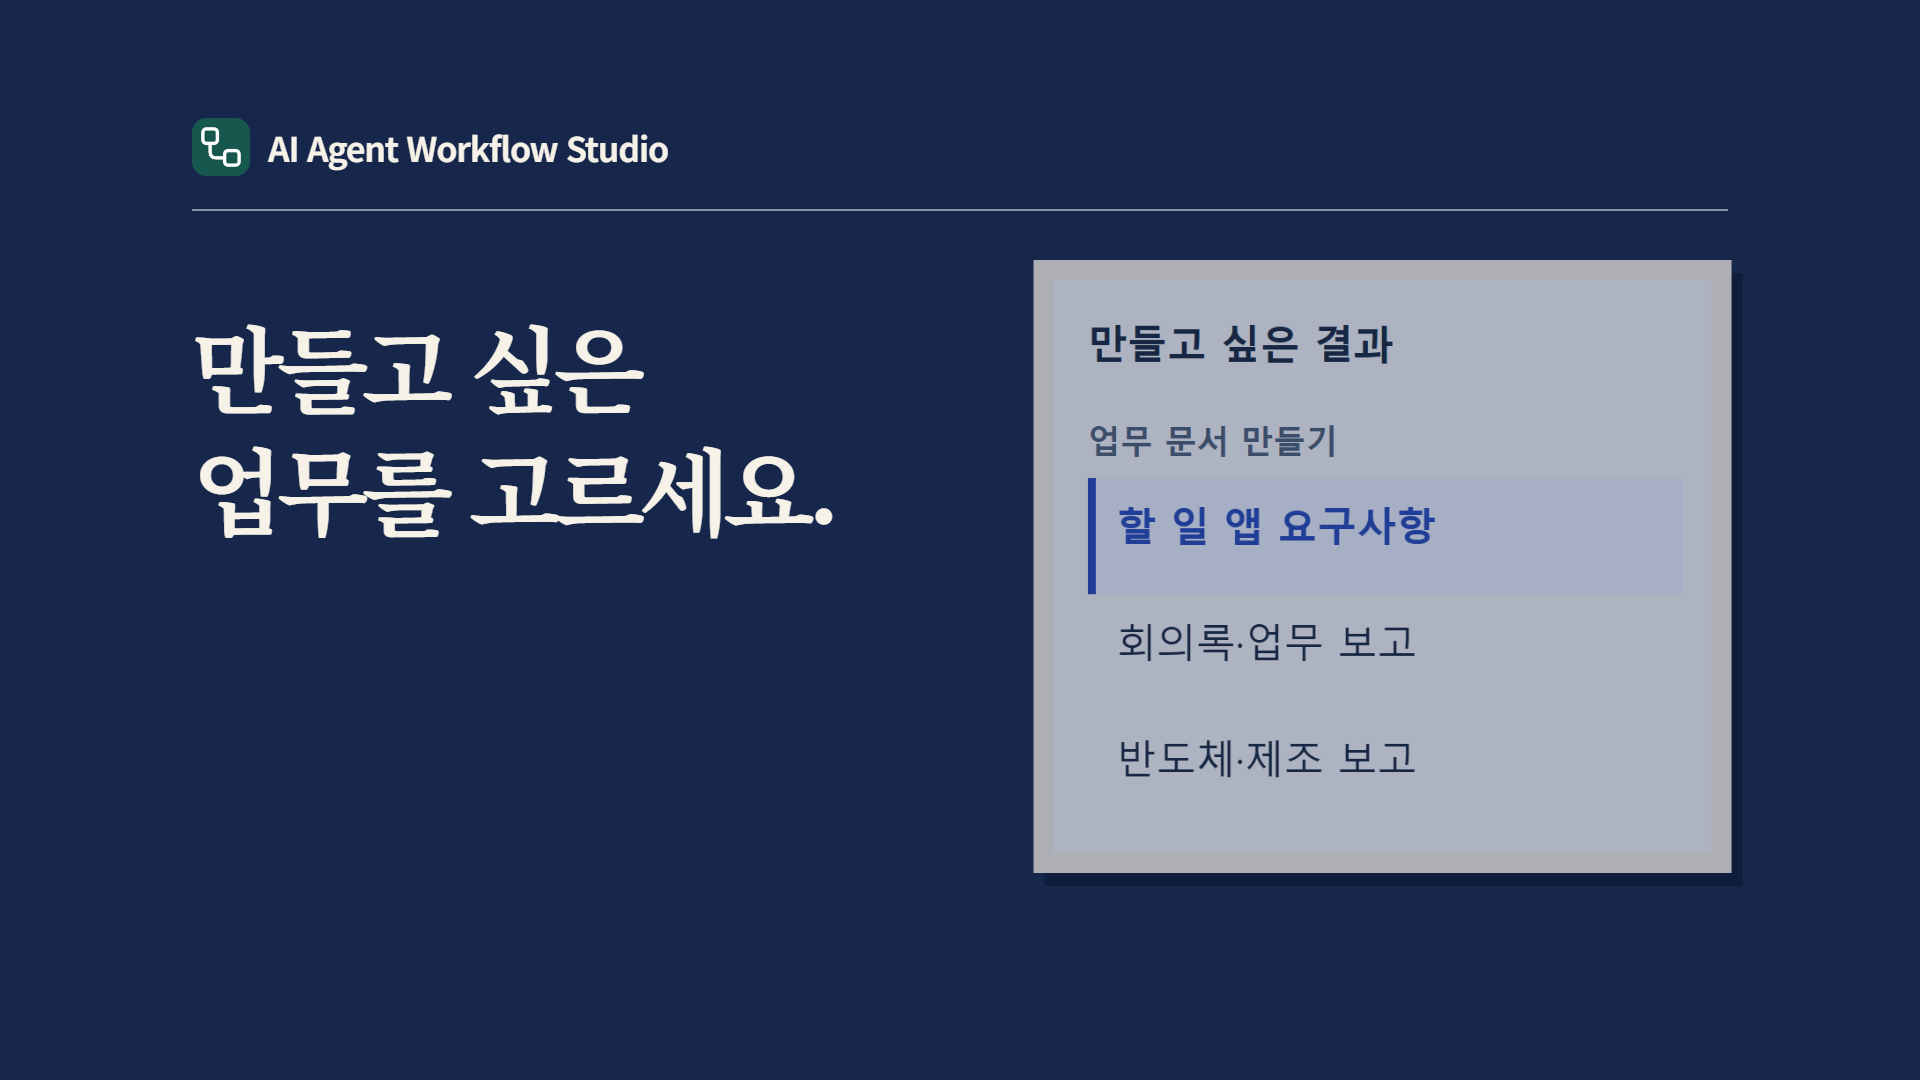 AI Agent Workflow Studio
만들고 싶은
업무를 고르세요.
만들고 싶은 결과
업무 문서 만들기
할 일 앱 요구사항
회의록·업무 보고
반도체·제조 보고